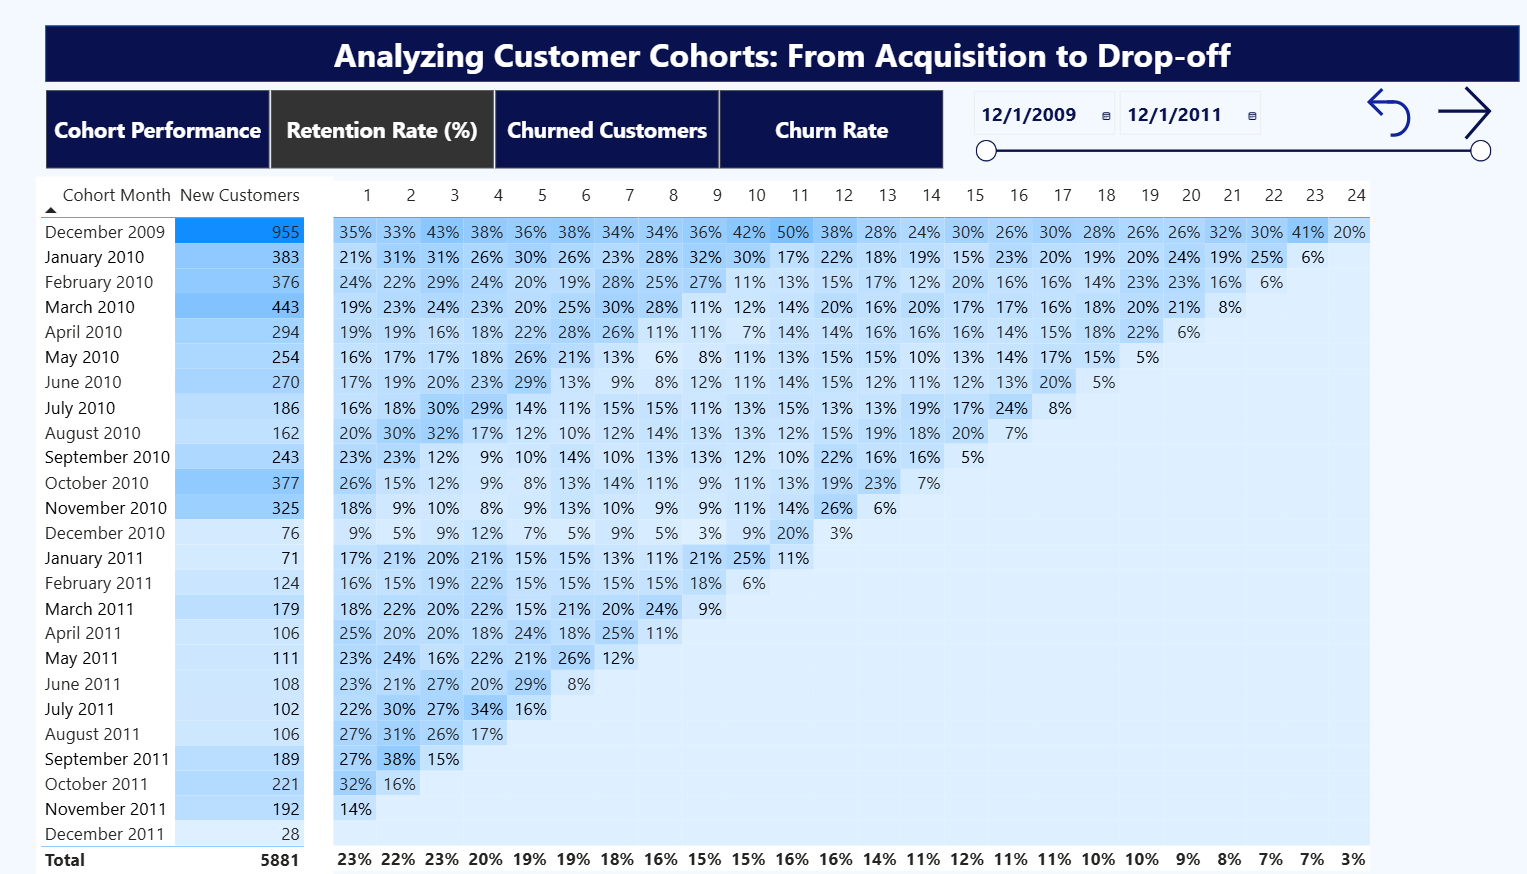 Analyzing Customer Cohorts: From Acquisition to Drop-off
Cohort Performance Retention Rate (%) Churned Customers Churn Rate 12/1/2009 12/1/2011
Cohort Month New Customers 1 2 3 4 5 6 7 8 9 10 11 12 13 14 15 16 17 18 19 20 21 22 23 24
December 2009 955 35% 33% 43% 38% 36% 38% 34% 34% 36% 42% 50% 38% 28% 24% 30% 26% 30% 28% 26% 26% 32% 30% 41% 20%
January 2010 383 21% 31% 31% 26% 30% 26% 23% 28% 32% 30% 17% 22% 18% 19% 15% 23% 20% 19% 20% 24% 19% 25% 6%
February 2010 376 24% 22% 29% 24% 20% 19% 28% 25% 27% 11% 13% 15% 17% 12% 20% 16% 16% 14% 23% 23% 16% 6%
March 2010 443 19% 23% 24% 23% 20% 25% 30% 28% 11% 12% 14% 20% 16% 20% 17% 17% 16% 18% 20% 21% 8%
April 2010 294 19% 19% 16% 18% 22% 28% 26% 11% 11% 7% 14% 14% 16% 16% 16% 14% 15% 18% 22% 6%
May 2010 254 16% 17% 17% 18% 26% 21% 13% 6% 8% 11% 13% 15% 15% 10% 13% 14% 17% 15% 5%
June 2010 270 17% 19% 20% 23% 29% 13% 9% 8% 12% 11% 14% 15% 12% 11% 12% 13% 20% 5%
July 2010 186 16% 18% 30% 29% 14% 11% 15% 15% 11% 13% 15% 13% 13% 19% 17% 24% 8%
August 2010 162 20% 30% 32% 17% 12% 10% 12% 14% 13% 13% 12% 15% 19% 18% 20% 7%
September 2010 243 23% 23% 12% 9% 10% 14% 10% 13% 13% 12% 10% 22% 16% 16% 5%
October 2010 377 26% 15% 12% 9% 8% 13% 14% 11% 9% 11% 13% 19% 23% 7%
November 2010 325 18% 9% 10% 8% 9% 13% 10% 9% 9% 11% 14% 26% 6%
December 2010 76 9% 5% 9% 12% 7% 5% 9% 5% 3% 9% 20% 3%
January 2011 71 17% 21% 20% 21% 15% 15% 13% 11% 21% 25% 11%
February 2011 124 16% 15% 19% 22% 15% 15% 15% 15% 18% 6%
March 2011 179 18% 22% 20% 22% 15% 21% 20% 24% 9%
April 2011 106 25% 20% 20% 18% 24% 18% 25% 11%
May 2011 111 23% 24% 16% 22% 21% 26% 12%
June 2011 108 23% 21% 27% 20% 29% 8%
July 2011 102 22% 30% 27% 34% 16%
August 2011 106 27% 31% 26% 17%
September 2011 189 27% 38% 15%
October 2011 221 32% 16%
November 2011 192 14%
December 2011 28
Total 5881 23% 22% 23% 20% 19% 19% 18% 16% 15% 15% 16% 16% 14% 11% 12% 11% 11% 10% 10% 9% 8% 7% 7% 3%